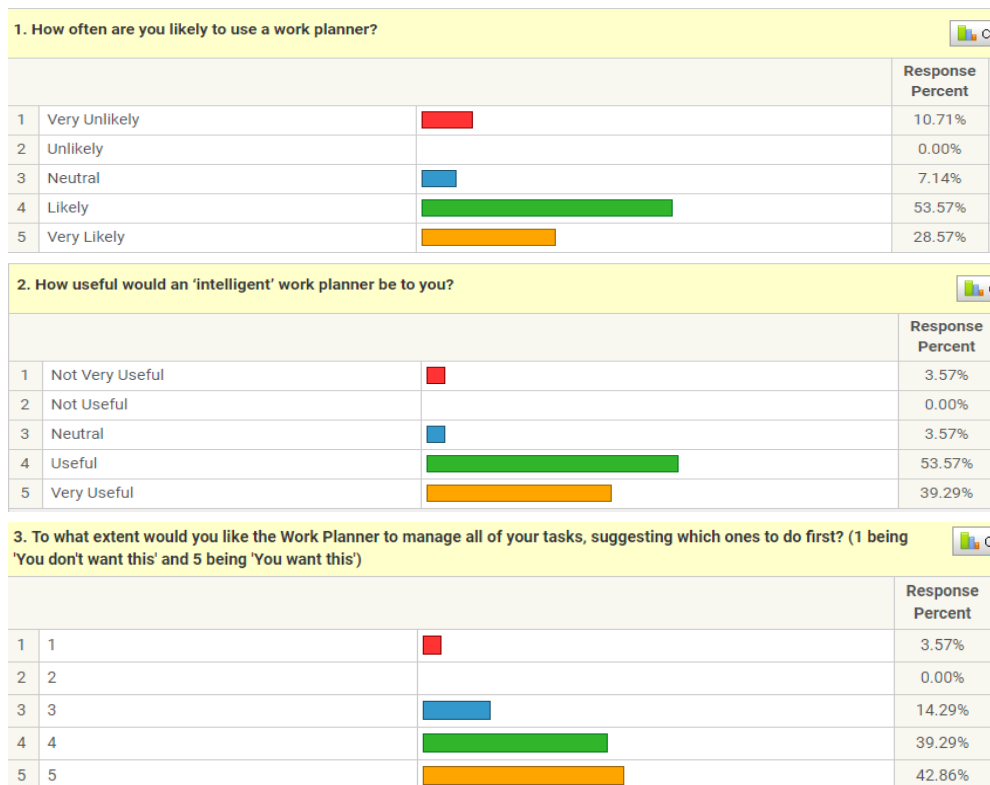 1. How often are you likely to use a work planner?
C
Response
Percent
1 Very Unlikely 10.71%
2 Unlikely 0.00%
3 Neutral 7.14%
4 Likely 53.57%
5 Very Likely 28.57%
2. How useful would an ‘intelligent’ work planner be to you?
Response
Percent
1 Not Very Useful 3.57%
2 Not Useful 0.00%
3 Neutral 3.57%
4 Useful 53.57%
5 Very Useful 39.29%
3. To what extent would you like the Work Planner to manage all of your tasks, suggesting which ones to do first? (1 being
'You don't want this' and 5 being 'You want this')
C
Response
Percent
1 1 3.57%
2 2 0.00%
3 3 14.29%
4 4 39.29%
5 5 42.86%